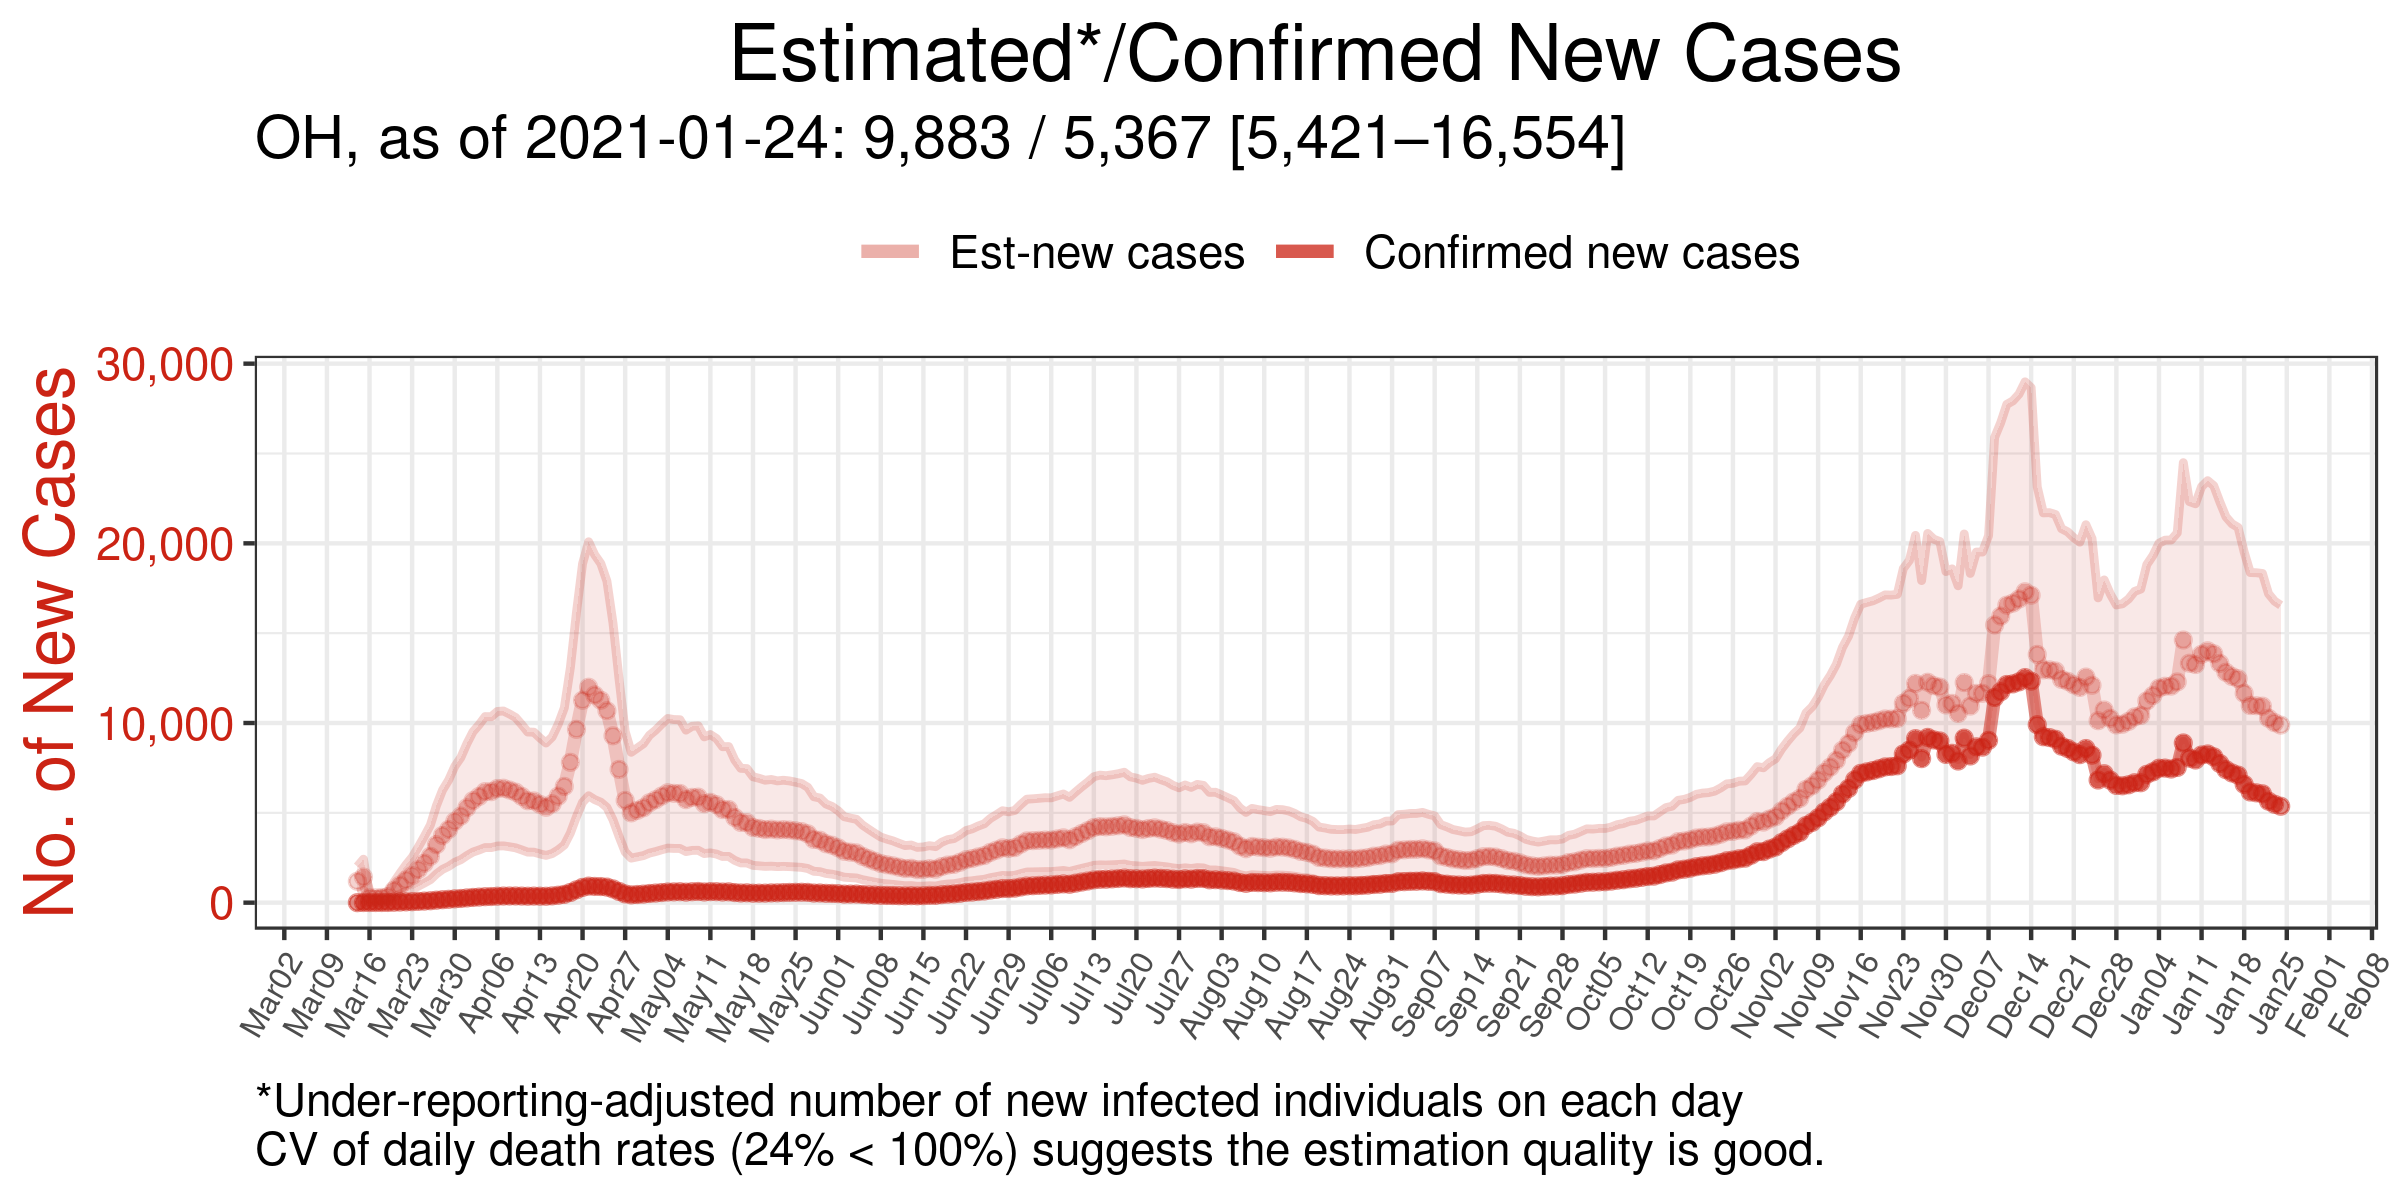 Estimated*/Confirmed New Cases
OH, as of 2021-01-24: 9,883 / 5,367 [5,421–16,554]
Est-new cases
Confirmed new cases
No. of New Cases
30,000
20,000
10,000
0
Mar02
Mar09
Mar16
Mar23
Mar30
Apr06
Apr13
Apr20
Apr27
May04
May11
May18
May25
Jun01
Jun08
Jun15
Jun22
Jun29
Jul06
Jul13
Jul20
Jul27
Aug03
Aug10
Aug17
Aug24
Aug31
Sep07
Sep14
Sep21
Sep28
Oct05
Oct12
Oct19
Oct26
Nov02
Nov09
Nov16
Nov23
Nov30
Dec07
Dec14
Dec21
Dec28
Jan04
Jan11
Jan18
Jan25
Feb01
Feb08
*Under-reporting-adjusted number of new infected individuals on each day
CV of daily death rates (24% < 100%) suggests the estimation quality is good.